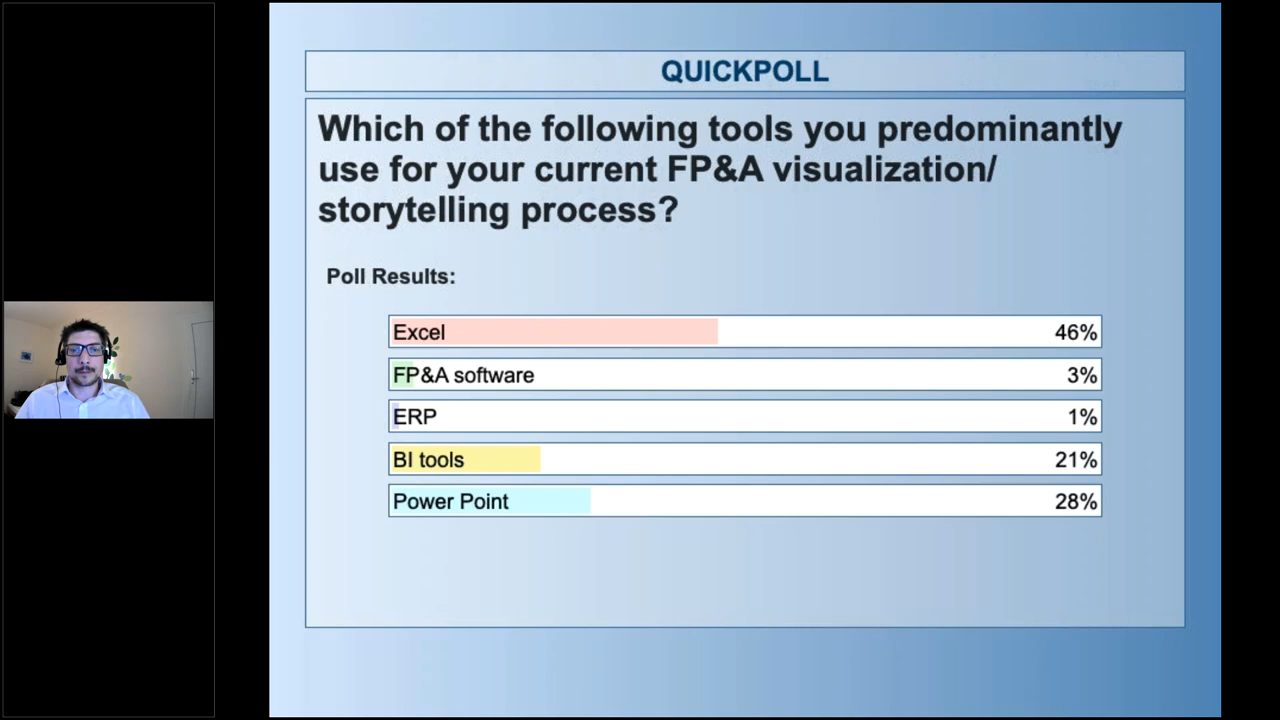 QUICKPOLL
Which of the following tools you predominantly
use for your current FP&A visualization/
storytelling process?
Poll Results:
Excel 46%
FP&A software 3%
ERP 1%
BI tools 21%
Power Point 28%